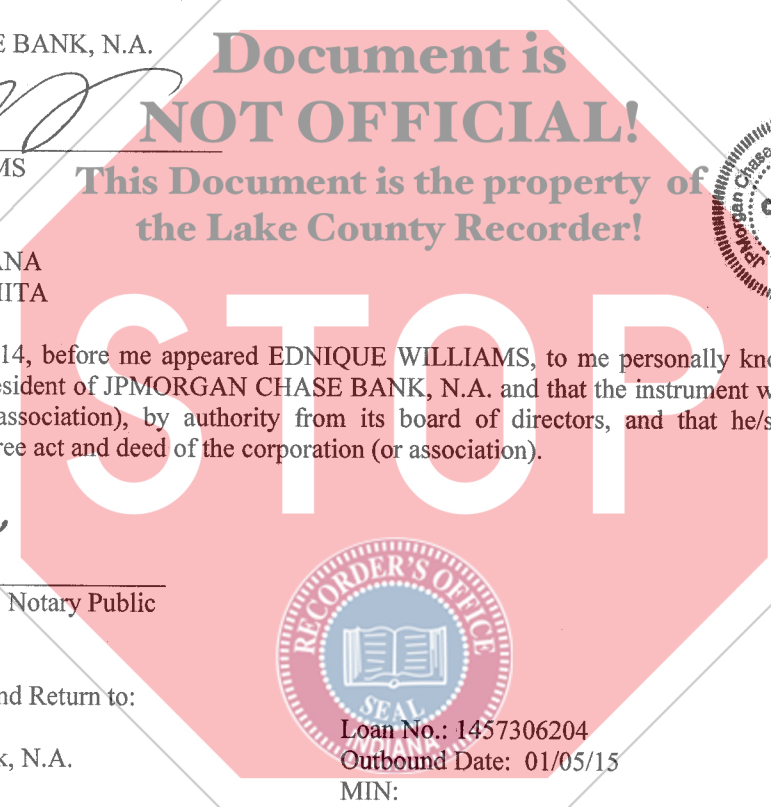 E BANK, N.A.
Document is
NOT OFFICIAL!
MS
This Document is the property of
the Lake County Recorder!
JPMorgan Chase
ANA
HITA
STOP
14, before me appeared EDNIQUE WILLIAMS, to me personally kno
esident of JPMORGAN CHASE BANK, N.A. and that the instrument w
association), by authority from its board of directors, and that he/s
ree act and deed of the corporation (or association).
Notary Public
RECORDER'S OFFICE
SEAL
INDIANA
nd Return to:
Loan No.: 1457306204
k, N.A.
Outbound Date: 01/05/15
MIN: